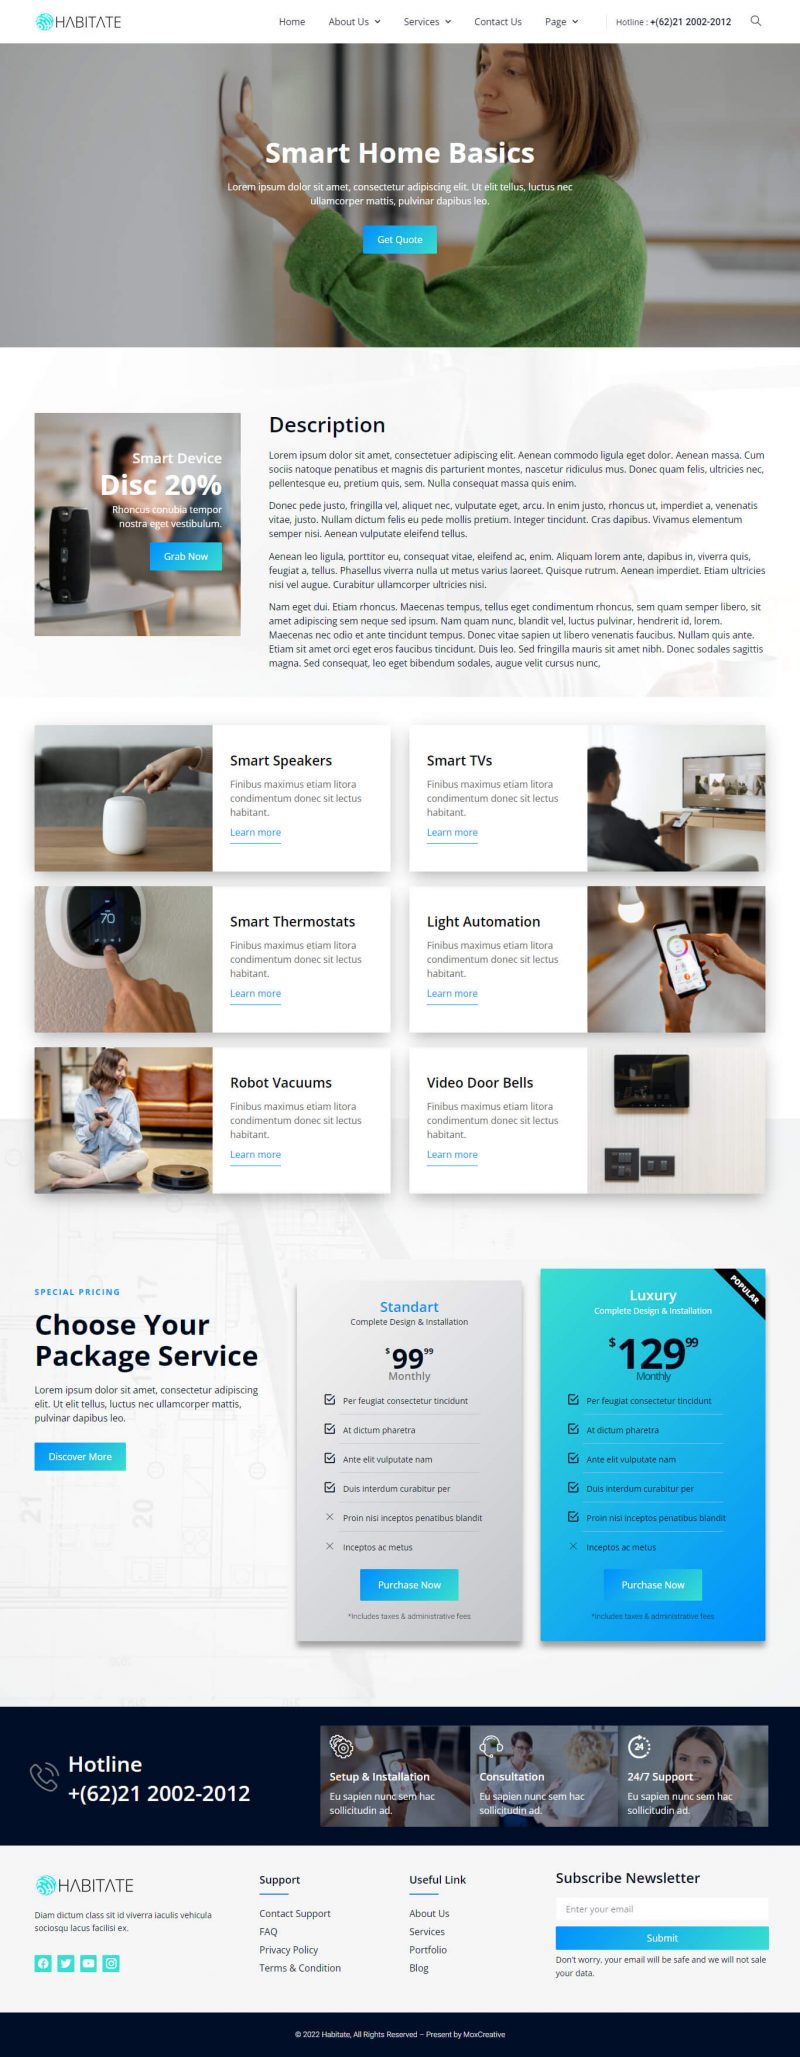 HABITATE
Home About Us Services Contact Us Page Hotline : +(62)21 2002-2012
Smart Home Basics
Lorem ipsum dolor sit amet, consectetur adipiscing elit. Ut elit tellus, luctus nec
ullamcorper mattis, pulvinar dapibus leo.
Get Quote
Smart Device
Disc 20%
Rhoncus conubia tempor
nostra eget vestibulum.
Grab Now
Description
Lorem ipsum dolor sit amet, consectetuer adipiscing elit. Aenean commodo ligula eget dolor. Aenean massa. Cum
sociis natoque penatibus et magnis dis parturient montes, nascetur ridiculus mus. Donec quam felis, ultricies nec,
pellentesque eu, pretium quis, sem. Nulla consequat massa quis enim.
Donec pede justo, fringilla vel, aliquet nec, vulputate eget, arcu. In enim justo, rhoncus ut, imperdiet a, venenatis
vitae, justo. Nullam dictum felis eu pede mollis pretium. Integer tincidunt. Cras dapibus. Vivamus elementum
semper nisi. Aenean vulputate eleifend tellus.
Aenean leo ligula, porttitor eu, consequat vitae, eleifend ac, enim. Aliquam lorem ante, dapibus in, viverra quis,
feugiat a, tellus. Phasellus viverra nulla ut metus varius laoreet. Quisque rutrum. Aenean imperdiet. Etiam ultricies
nisi vel augue. Curabitur ullamcorper ultricies nisi.
Nam eget dui. Etiam rhoncus. Maecenas tempus, tellus eget condimentum rhoncus, sem quam semper libero, sit
amet adipiscing sem neque sed ipsum. Nam quam nunc, blandit vel, luctus pulvinar, hendrerit id, lorem.
Maecenas nec odio et ante tincidunt tempus. Donec vitae sapien ut libero venenatis faucibus. Nullam quis ante.
Etiam sit amet orci eget eros faucibus tincidunt. Duis leo. Sed fringilla mauris sit amet nibh. Donec sodales sagittis
magna. Sed consequat, leo eget bibendum sodales, augue velit cursus nunc,
Smart Speakers
Finibus maximus etiam litora
condimentum donec sit lectus
habitant.
Learn more
Smart TVs
Finibus maximus etiam litora
condimentum donec sit lectus
habitant.
Learn more
70
Smart Thermostats
Finibus maximus etiam litora
condimentum donec sit lectus
habitant.
Learn more
Light Automation
Finibus maximus etiam litora
condimentum donec sit lectus
habitant.
Learn more
Robot Vacuums
Finibus maximus etiam litora
condimentum donec sit lectus
habitant.
Learn more
Video Door Bells
Finibus maximus etiam litora
condimentum donec sit lectus
habitant.
Learn more
SPECIAL PRICING
Choose Your
Package Service
Lorem ipsum dolor sit amet, consectetur adipiscing
elit. Ut elit tellus, luctus nec ullamcorper mattis,
pulvinar dapibus leo.
Discover More
17
21
20
Standart
Complete Design & Installation
$99.99
Monthly
Per feugiat consectetur tincidunt
At dictum pharetra
Ante elit vulputate nam
Duis interdum curabitur per
Proin nisi inceptos penatibus blandit
Inceptos ac metus
Purchase Now
*Includes taxes & administrative fees
POPULAR
Luxury
Complete Design & Installation
$129.99
Monthly
Per feugiat consectetur tincidunt
At dictum pharetra
Ante elit vulputate nam
Duis interdum curabitur per
Proin nisi inceptos penatibus blandit
Inceptos ac metus
Purchase Now
*Includes taxes & administrative fees
Hotline
+(62)21 2002-2012
Setup & Installation
Eu sapien nunc sem hac
sollicitudin ad.
Consultation
Eu sapien nunc sem hac
sollicitudin ad.
24
24/7 Support
Eu sapien nunc sem hac
sollicitudin ad.
HABITATE
Diam dictum class sit id viverra iaculis vehicula
sociosqu lacus facilisi ex.
Support
Contact Support
FAQ
Privacy Policy
Terms & Condition
Useful Link
About Us
Services
Portfolio
Blog
Subscribe Newsletter
Enter your email
Submit
Don't worry, your email will be safe and we will not sale
your data.
© 2022 Habitate, All Rights Reserved – Present by MoxCreative